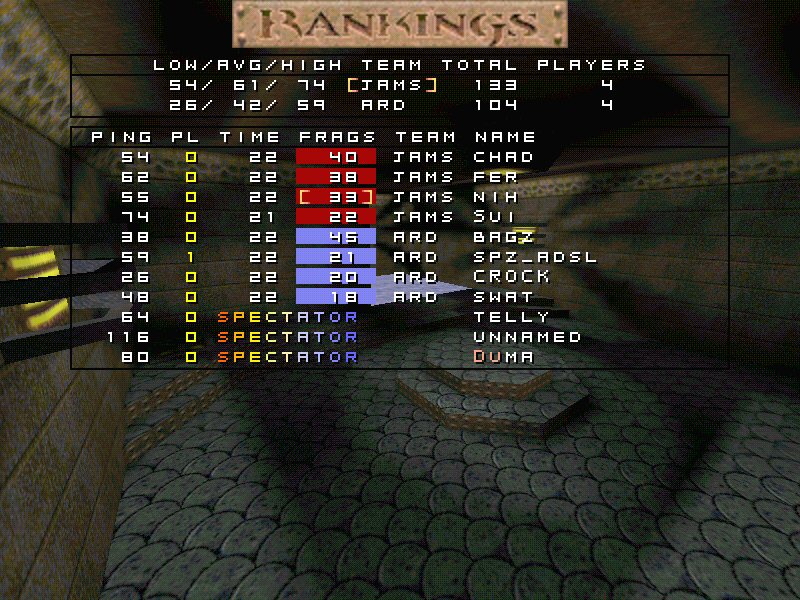 RANKINGS
LOW/AVG/HIGH TEAM TOTAL PLAYERS
54/ 61/ 74 [JAMS] 133 4
26/ 42/ 59 ARD 104 4
PING PL TIME FRAGS TEAM NAME
54 0 22 40 JAMS CHAD
62 0 22 38 JAMS FER
55 0 22 [ 33 ] JAMS NIH
74 0 21 22 JAMS SUI
38 0 22 45 ARD BAGZ
59 1 22 21 ARD SPZ_ADSL
26 0 22 20 ARD CROCK
48 0 22 18 ARD SWAT
64 0 SPECTATOR TELLY
116 0 SPECTATOR UNNAMED
80 0 SPECTATOR DUMA